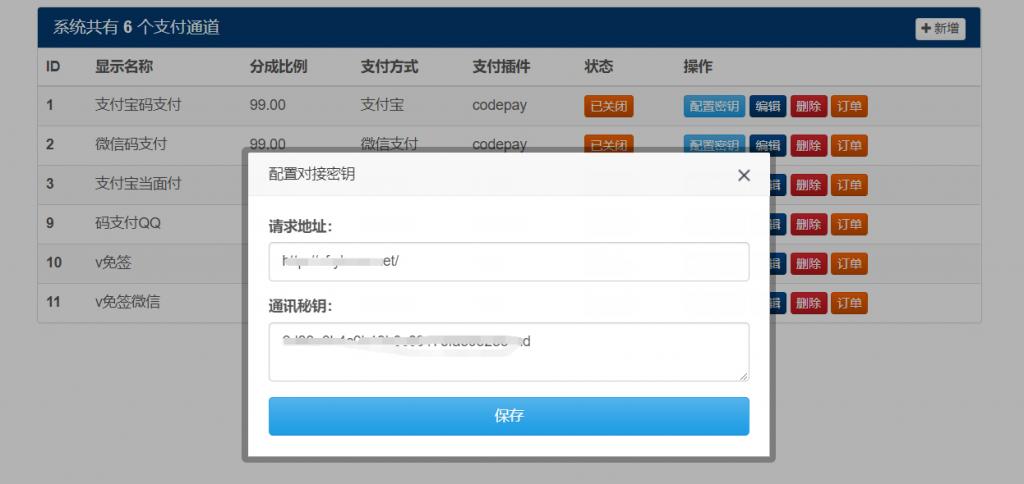 系统共有 6 个支付通道
新增
ID 显示名称 分成比例 支付方式 支付插件 状态 操作
1 支付宝码支付 99.00 支付宝 codepay 已关闭 配置密钥 编辑 删除 订单
2 微信码支付 99.00 微信支付 codepay 已关闭 配置密钥 编辑 删除 订单
3 支付宝当面付 辑 删除 订单
9 码支付QQ 辑 删除 订单
10 v免签 辑 删除 订单
11 v免签微信 辑 删除 订单
配置对接密钥
请求地址：
et/
通讯秘钥：
保存